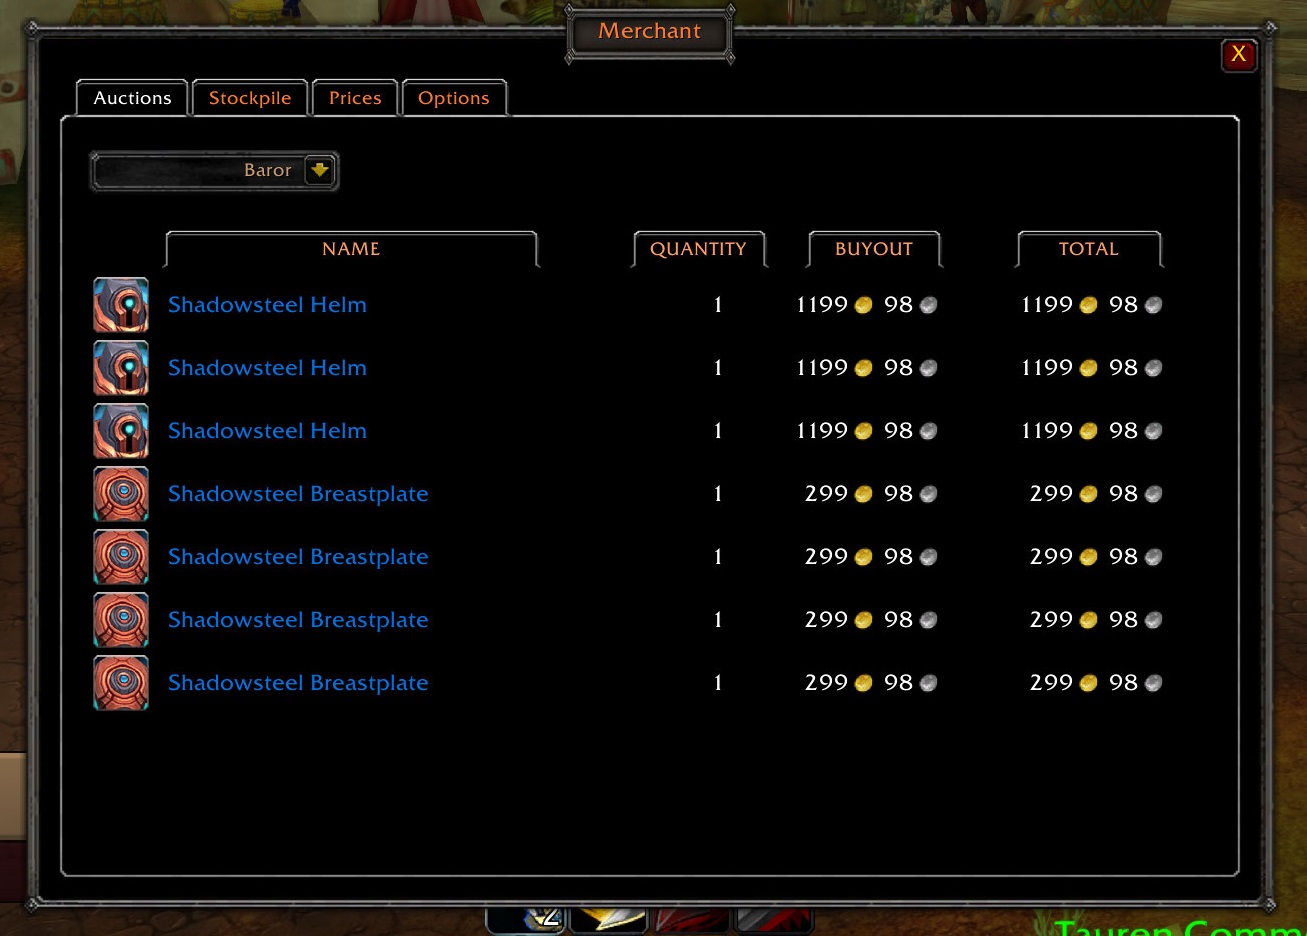 Merchant
X
Auctions Stockpile Prices Options
Baror
NAME QUANTITY BUYOUT TOTAL
Shadowsteel Helm 1 1199 98 1199 98
Shadowsteel Helm 1 1199 98 1199 98
Shadowsteel Helm 1 1199 98 1199 98
Shadowsteel Breastplate 1 299 98 299 98
Shadowsteel Breastplate 1 299 98 299 98
Shadowsteel Breastplate 1 299 98 299 98
Shadowsteel Breastplate 1 299 98 299 98
2
Tauren Comm